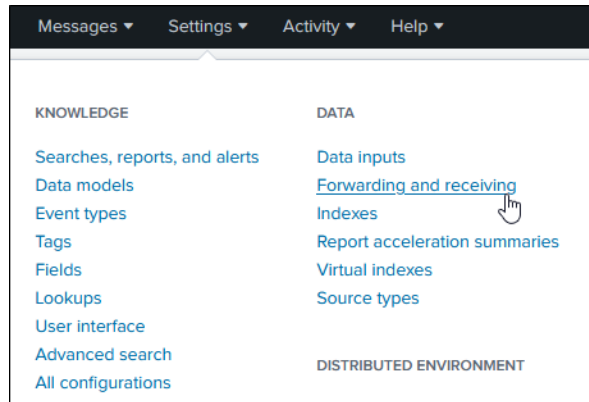 Messages ▾ Settings ▾ Activity ▾ Help ▾
KNOWLEDGE
Searches, reports, and alerts
Data models
Event types
Tags
Fields
Lookups
User interface
Advanced search
All configurations
DATA
Data inputs
Forwarding and receiving
Indexes
Report acceleration summaries
Virtual indexes
Source types
DISTRIBUTED ENVIRONMENT